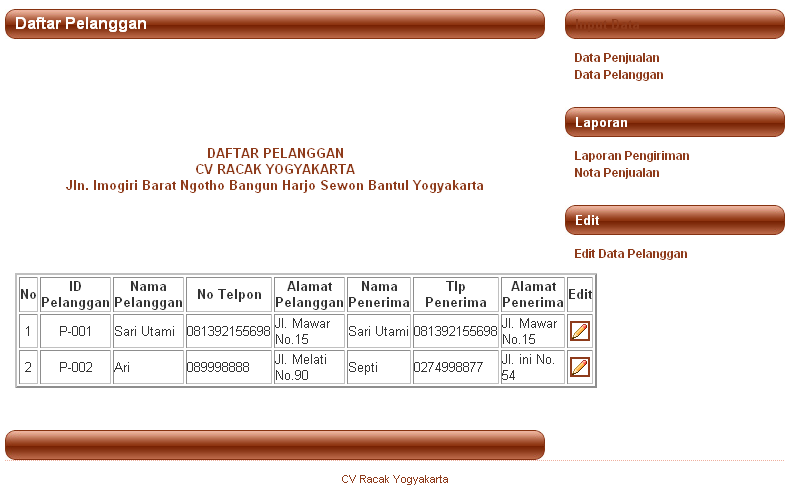 Daftar Pelanggan
DAFTAR PELANGGAN
CV RACAK YOGYAKARTA
Jln. Imogiri Barat Ngotho Bangun Harjo Sewon Bantul Yogyakarta
No ID Pelanggan Nama Pelanggan No Telpon Alamat Pelanggan Nama Penerima Tlp Penerima Alamat Penerima Edit
1 P-001 Sari Utami 081392155698 Jl. Mawar No.15 Sari Utami 081392155698 Jl. Mawar No.15
2 P-002 Ari 089998888 Jl. Melati No.90 Septi 0274998877 Jl. ini No. 54
Input Data
Data Penjualan
Data Pelanggan
Laporan
Laporan Pengiriman
Nota Penjualan
Edit
Edit Data Pelanggan
CV Racak Yogyakarta